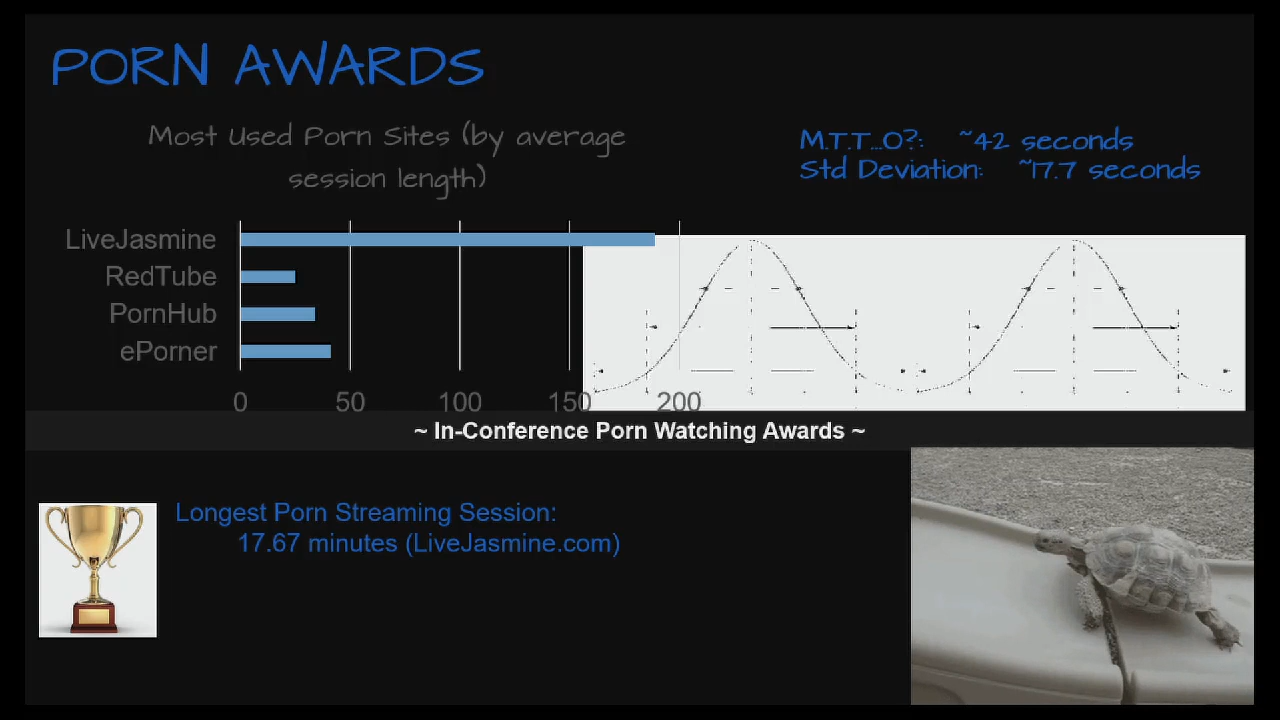 PORN AWARDS
Most Used Porn Sites (by average
session length)
M.T.T...O?: ~42 seconds
Std Deviation: ~17.7 seconds
LiveJasmine
RedTube
PornHub
ePorner
0 50 100 150 200
~ In-Conference Porn Watching Awards ~
Longest Porn Streaming Session:
17.67 minutes (LiveJasmine.com)